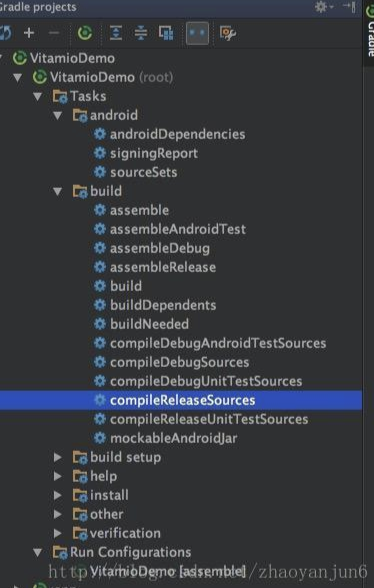 Gradle projects
Gradle
VitamioDemo
VitamioDemo (root)
Tasks
android
androidDependencies
signingReport
sourceSets
build
assemble
assembleAndroidTest
assembleDebug
assembleRelease
build
buildDependents
buildNeeded
compileDebugAndroidTestSources
compileDebugSources
compileDebugUnitTestSources
compileReleaseSources
compileReleaseUnitTestSources
mockableAndroidJar
build setup
help
install
other
verification
Run Configurations
VitamioDemo [assemble]
http://blog.csdn.net/zhaoyanjun6